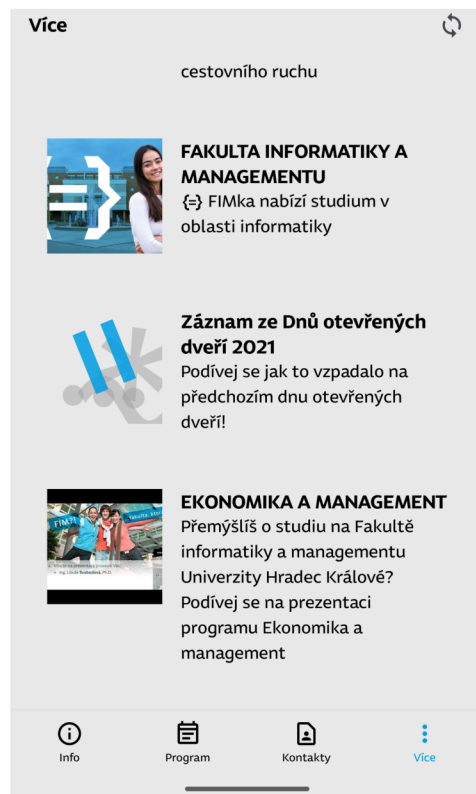 Více
cestovního ruchu
{=}
FAKULTA INFORMATIKY A
MANAGEMENTU
{=} FIMka nabízí studium v
oblasti informatiky
Záznam ze Dnů otevřených
dveří 2021
Podívej se jak to vzpadalo na
předchozím dnu otevřených
dveří!
FIM?!
EKONOMIKA A MANAGEMENT
Přemýšlíš o studiu na Fakultě
informatiky a managementu
Univerzity Hradec Králové?
Podívej se na prezentaci
programu Ekonomika a
management
Info
Program
Kontakty
Více